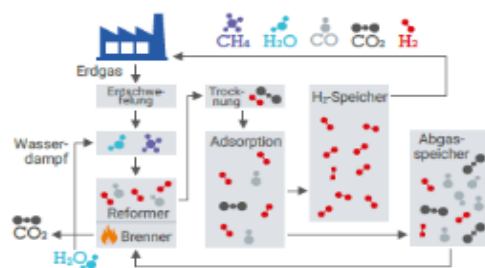 CH₄ H₂O CO CO₂ H₂
Erdgas
Entschwe-
felung
Trock-
nung
H₂-Speicher
Wasser-
dampf
Adsorption
Abgas-
speicher
Reformer
Brenner
CO₂
H₂O